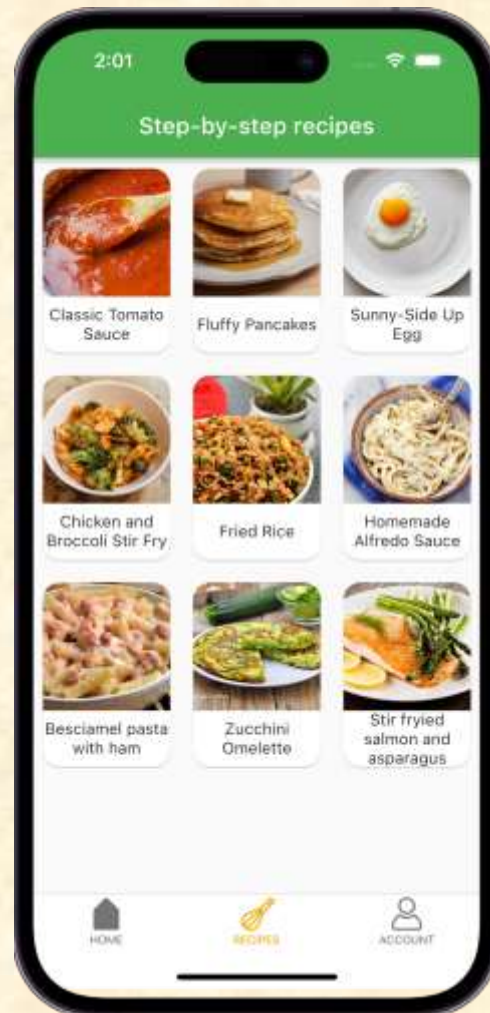 2:01
Step-by-step recipes
Classic Tomato
Sauce
Fluffy Pancakes
Sunny-Side Up
Egg
Chicken and
Broccoli Stir Fry
Fried Rice
Homemade
Alfredo Sauce
Besciamel pasta
with ham
Zucchini
Omelette
Stir fryied
salmon and
asparagus
HOME
RECIPES
ACCOUNT